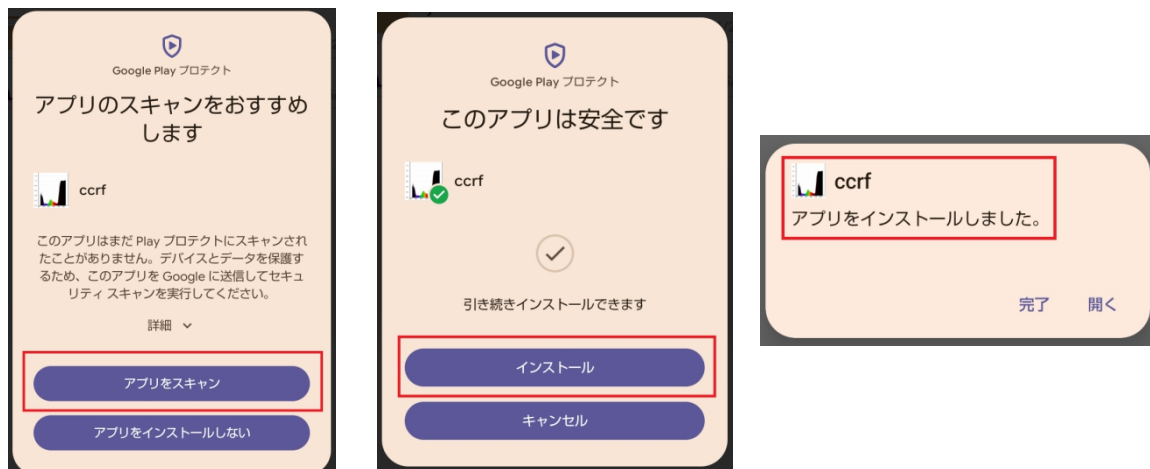 Google Play プロテクト
アプリのスキャンをおすすめ
します
ccrf
このアプリはまだ Play プロテクトにスキャンされ
たことがありません。デバイスとデータを保護す
るため、このアプリを Google に送信してセキュ
リティ スキャンを実行してください。
詳細
アプリをスキャン
アプリをインストールしない
Google Play プロテクト
このアプリは安全です
ccrf
引き続きインストールできます
インストール
キャンセル
ccrf
アプリをインストールしました。
完了 開く